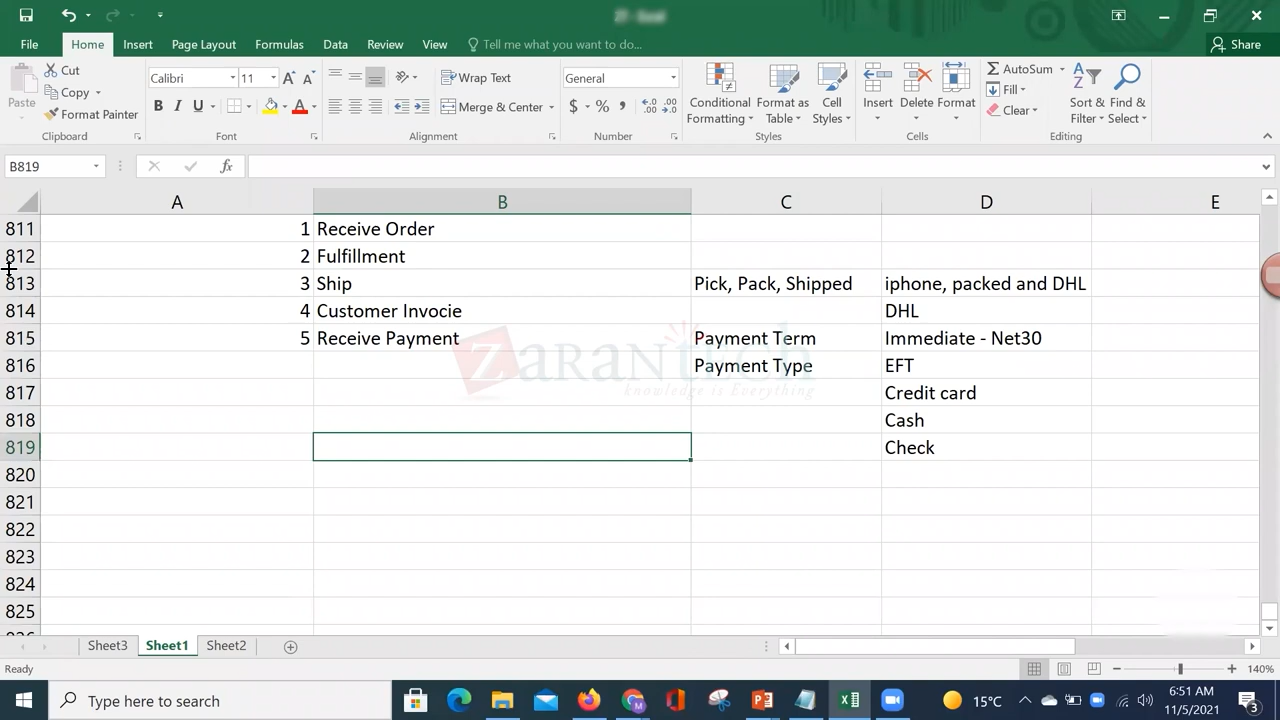 File Home Insert Page Layout Formulas Data Review View Tell me what you want to do... Share
Paste Cut Copy Format Painter Clipboard
Calibri 11 A A B I U A Font
Wrap Text Merge & Center Alignment
General $ % , Number
Conditional Formatting Format as Table Cell Styles Styles
Insert Delete Format Cells
AutoSum Fill Clear Sort & Filter Find & Select Editing
B819 fx
A B C D E
811 1 Receive Order
812 2 Fulfillment
813 3 Ship Pick, Pack, Shipped iphone, packed and DHL
814 4 Customer Invocie DHL
815 5 Receive Payment Payment Term Immediate - Net30
816 Payment Type EFT
817 Credit card
818 Cash
819 Check
820
821
822
823
824
825
ZaranTech
knowledge is Everything
Sheet3 Sheet1 Sheet2
Ready 140%
Type here to search 15°C 6:51 AM
11/5/2021 3